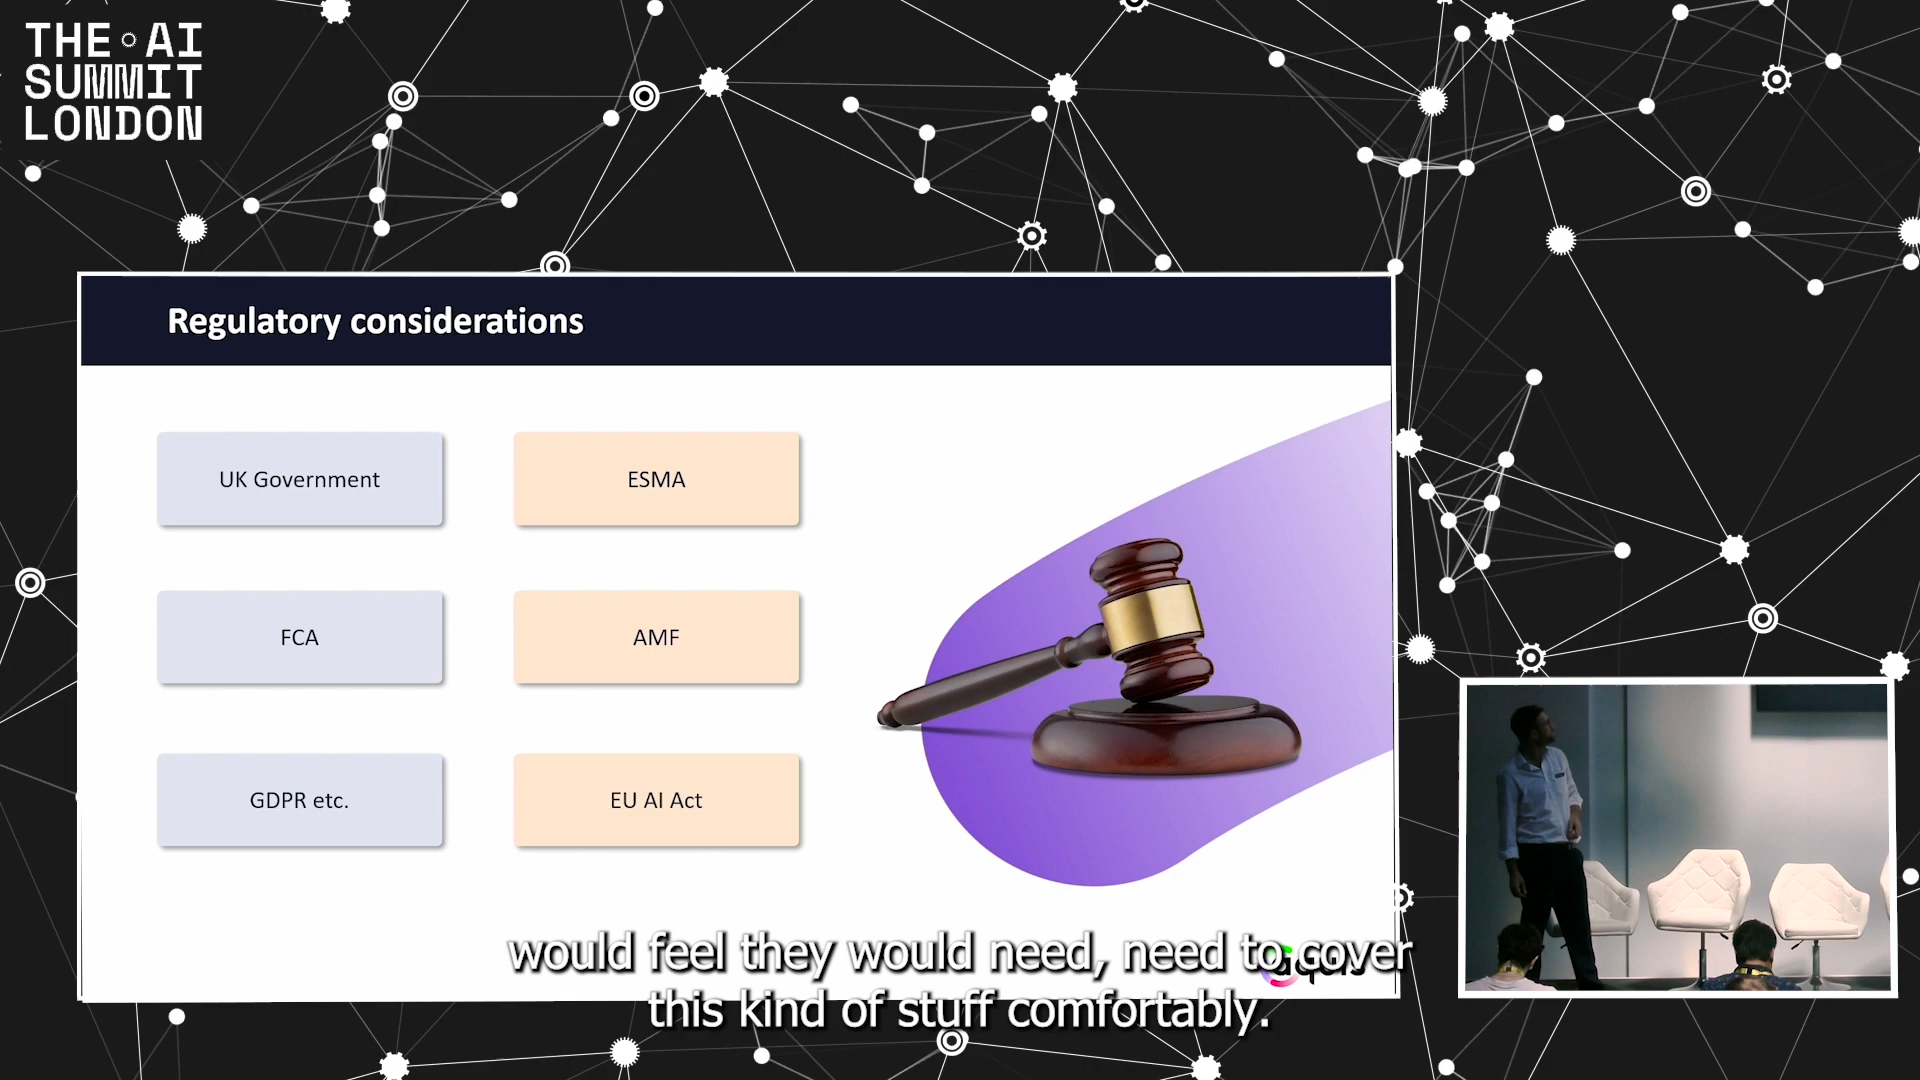 THE AI
SUMMIT
LONDON
Regulatory considerations
UK Government
ESMA
FCA
AMF
GDPR etc.
EU AI Act
would feel they would need, need to cover
this kind of stuff comfortably.